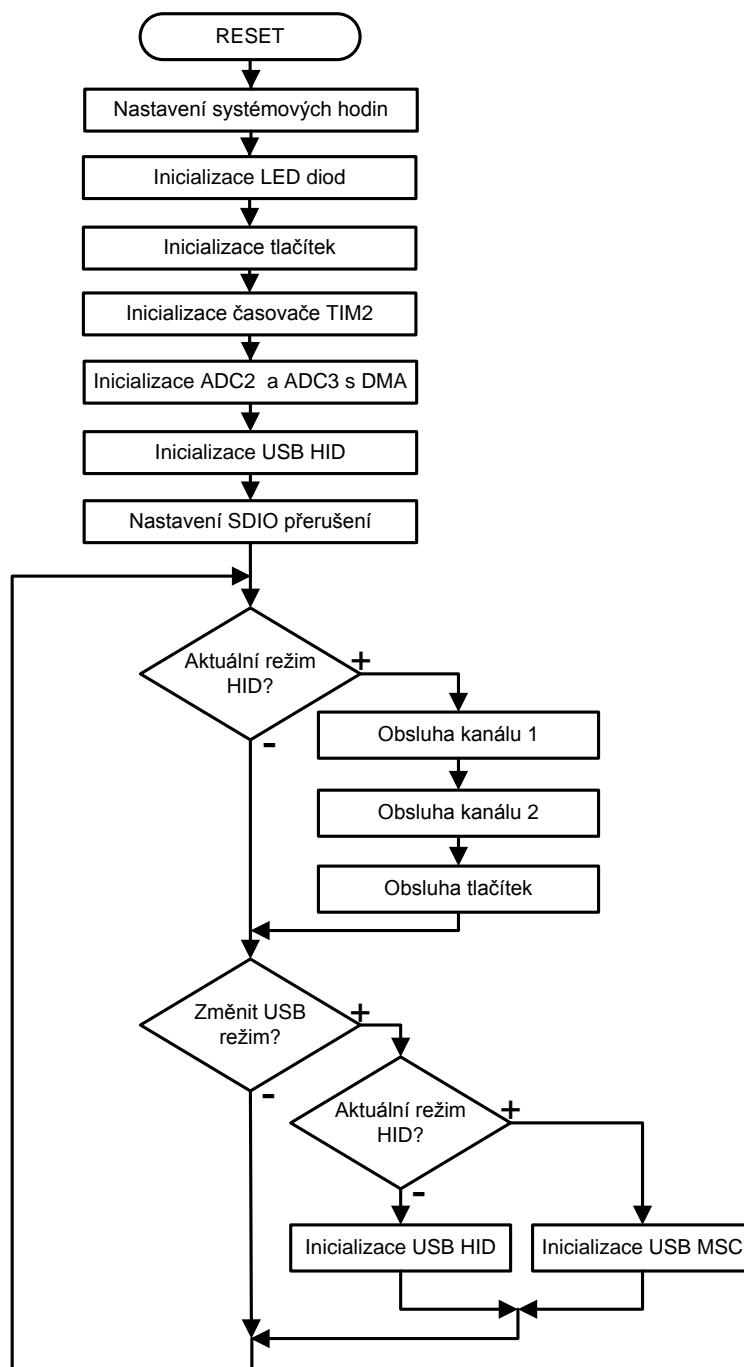 RESET
Nastavení systémových hodin
Inicializace LED diod
Inicializace tlačítek
Inicializace časovače TIM2
Inicializace ADC2 a ADC3 s DMA
Inicializace USB HID
Nastavení SDIO přerušení
Aktuální režim
HID?
+
-
Obsluha kanálu 1
Obsluha kanálu 2
Obsluha tlačítek
Změnit USB
režim?
+
-
Aktuální režim
HID?
+
-
Inicializace USB HID
Inicializace USB MSC